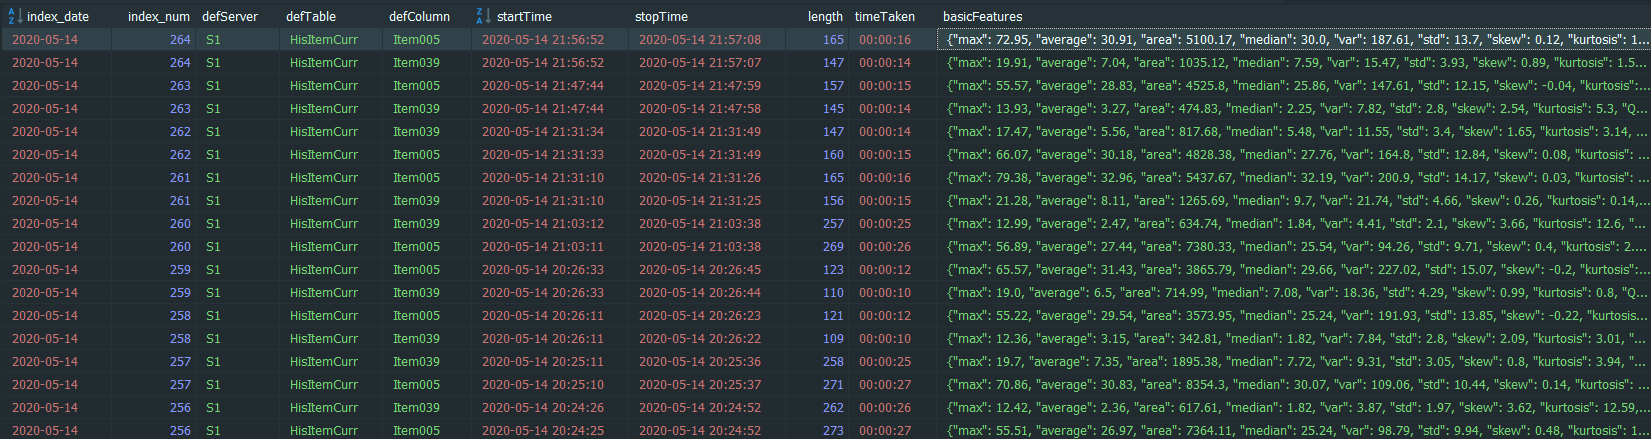 index_date index_num defServer defTable defColumn startTime stopTime length timeTaken basicFeatures
2020-05-14 264 S1 HisItemCurr Item005 2020-05-14 21:56:52 2020-05-14 21:57:08 165 00:00:16 {"max": 72.95, "average": 30.91, "area": 5100.17, "median": 30.0, "var": 187.61, "std": 13.7, "skew": 0.12, "kurtosis": 1...
2020-05-14 264 S1 HisItemCurr Item039 2020-05-14 21:56:52 2020-05-14 21:57:07 147 00:00:14 {"max": 19.91, "average": 7.04, "area": 1035.12, "median": 7.59, "var": 15.47, "std": 3.93, "skew": 0.89, "kurtosis": 1.5...
2020-05-14 263 S1 HisItemCurr Item005 2020-05-14 21:47:44 2020-05-14 21:47:59 157 00:00:15 {"max": 55.57, "average": 28.83, "area": 4525.8, "median": 25.86, "var": 147.61, "std": 12.15, "skew": -0.04, "kurtosis":...
2020-05-14 263 S1 HisItemCurr Item039 2020-05-14 21:47:44 2020-05-14 21:47:58 145 00:00:14 {"max": 13.93, "average": 3.27, "area": 474.83, "median": 2.25, "var": 7.82, "std": 2.8, "skew": 2.54, "kurtosis": 5.3, "Q...
2020-05-14 262 S1 HisItemCurr Item039 2020-05-14 21:31:34 2020-05-14 21:31:49 147 00:00:14 {"max": 17.47, "average": 5.56, "area": 817.68, "median": 5.48, "var": 11.55, "std": 3.4, "skew": 1.65, "kurtosis": 3.14, ...
2020-05-14 262 S1 HisItemCurr Item005 2020-05-14 21:31:33 2020-05-14 21:31:49 160 00:00:15 {"max": 66.07, "average": 30.18, "area": 4828.38, "median": 27.76, "var": 164.8, "std": 12.84, "skew": 0.08, "kurtosis": ...
2020-05-14 261 S1 HisItemCurr Item005 2020-05-14 21:31:10 2020-05-14 21:31:26 165 00:00:16 {"max": 79.38, "average": 32.96, "area": 5437.67, "median": 32.19, "var": 200.9, "std": 14.17, "skew": 0.03, "kurtosis": ...
2020-05-14 261 S1 HisItemCurr Item039 2020-05-14 21:31:10 2020-05-14 21:31:25 156 00:00:15 {"max": 21.28, "average": 8.11, "area": 1265.69, "median": 9.7, "var": 21.74, "std": 4.66, "skew": 0.26, "kurtosis": 0.14,...
2020-05-14 260 S1 HisItemCurr Item039 2020-05-14 21:03:12 2020-05-14 21:03:38 257 00:00:25 {"max": 12.99, "average": 2.47, "area": 634.74, "median": 1.84, "var": 4.41, "std": 2.1, "skew": 3.66, "kurtosis": 12.6, "...
2020-05-14 260 S1 HisItemCurr Item005 2020-05-14 21:03:11 2020-05-14 21:03:38 269 00:00:26 {"max": 56.89, "average": 27.44, "area": 7380.33, "median": 25.54, "var": 94.26, "std": 9.71, "skew": 0.4, "kurtosis": 2....
2020-05-14 259 S1 HisItemCurr Item005 2020-05-14 20:26:33 2020-05-14 20:26:45 123 00:00:12 {"max": 65.57, "average": 31.43, "area": 3865.79, "median": 29.66, "var": 227.02, "std": 15.07, "skew": -0.2, "kurtosis": ...
2020-05-14 259 S1 HisItemCurr Item039 2020-05-14 20:26:33 2020-05-14 20:26:44 110 00:00:10 {"max": 19.0, "average": 6.5, "area": 714.99, "median": 7.08, "var": 18.36, "std": 4.29, "skew": 0.99, "kurtosis": 0.8, "Q...
2020-05-14 258 S1 HisItemCurr Item005 2020-05-14 20:26:11 2020-05-14 20:26:23 121 00:00:12 {"max": 55.22, "average": 29.54, "area": 3573.95, "median": 25.24, "var": 191.93, "std": 13.85, "skew": -0.22, "kurtosis...
2020-05-14 258 S1 HisItemCurr Item039 2020-05-14 20:26:11 2020-05-14 20:26:22 109 00:00:10 {"max": 12.36, "average": 3.15, "area": 342.81, "median": 1.82, "var": 7.84, "std": 2.8, "skew": 2.09, "kurtosis": 3.01, "...
2020-05-14 257 S1 HisItemCurr Item039 2020-05-14 20:25:11 2020-05-14 20:25:36 258 00:00:25 {"max": 19.7, "average": 7.35, "area": 1895.38, "median": 7.72, "var": 9.31, "std": 3.05, "skew": 0.8, "kurtosis": 3.94, "...
2020-05-14 257 S1 HisItemCurr Item005 2020-05-14 20:25:10 2020-05-14 20:25:37 271 00:00:27 {"max": 70.86, "average": 30.83, "area": 8354.3, "median": 30.07, "var": 109.06, "std": 10.44, "skew": 0.14, "kurtosis": ...
2020-05-14 256 S1 HisItemCurr Item039 2020-05-14 20:24:26 2020-05-14 20:24:52 262 00:00:26 {"max": 12.42, "average": 2.36, "area": 617.61, "median": 1.82, "var": 3.87, "std": 1.97, "skew": 3.62, "kurtosis": 12.59,...
2020-05-14 256 S1 HisItemCurr Item005 2020-05-14 20:24:25 2020-05-14 20:24:52 273 00:00:27 {"max": 55.51, "average": 26.97, "area": 7364.11, "median": 25.24, "var": 98.79, "std": 9.94, "skew": 0.48, "kurtosis": 1...